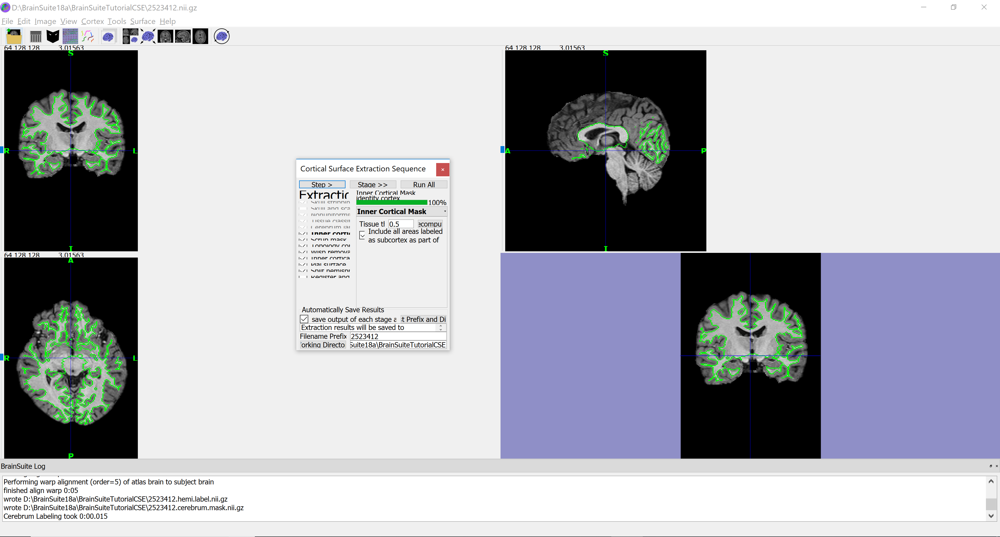 D:\BrainSuite18a\BrainSuiteTutorialCSE\2523412.nii.gz
File Edit Image View Cortex Tools Surface Help
64 128 128 3.01563
S
R
L
I
64 128 128 3.01563
S
A
P
I
64 128 128 3.01563
A
R
L
P
Cortical Surface Extraction Sequence
Step >
Stage >>
Run All
Extractic
Inner Cortical Mask
identify cortex
100%
Skull strippin
Skull and sca
Nonuniformi
Tissue classif
Cerebrum la
Inner cortic
Scrub mask
Topology cor
Wisp remova
Inner cortica
Pial surface
Split hemisph
Register and
Inner Cortical Mask
Tissue tl 0.5 ecompu
Include all areas labeled
as subcortex as part of
Automatically Save Results
save output of each stage a
t Prefix and Di
Extraction results will be saved to
Filename Prefix 2523412
orking Directo Suite18a\BrainSuiteTutorialCSE
BrainSuite Log
Performing warp alignment (order=5) of atlas brain to subject brain
finished align warp 0:05
wrote D:\BrainSuite18a\BrainSuiteTutorialCSE\2523412.hemi.label.nii.gz
wrote D:\BrainSuite18a\BrainSuiteTutorialCSE\2523412.cerebrum.mask.nii.gz
Cerebrum Labeling took 0:00.015